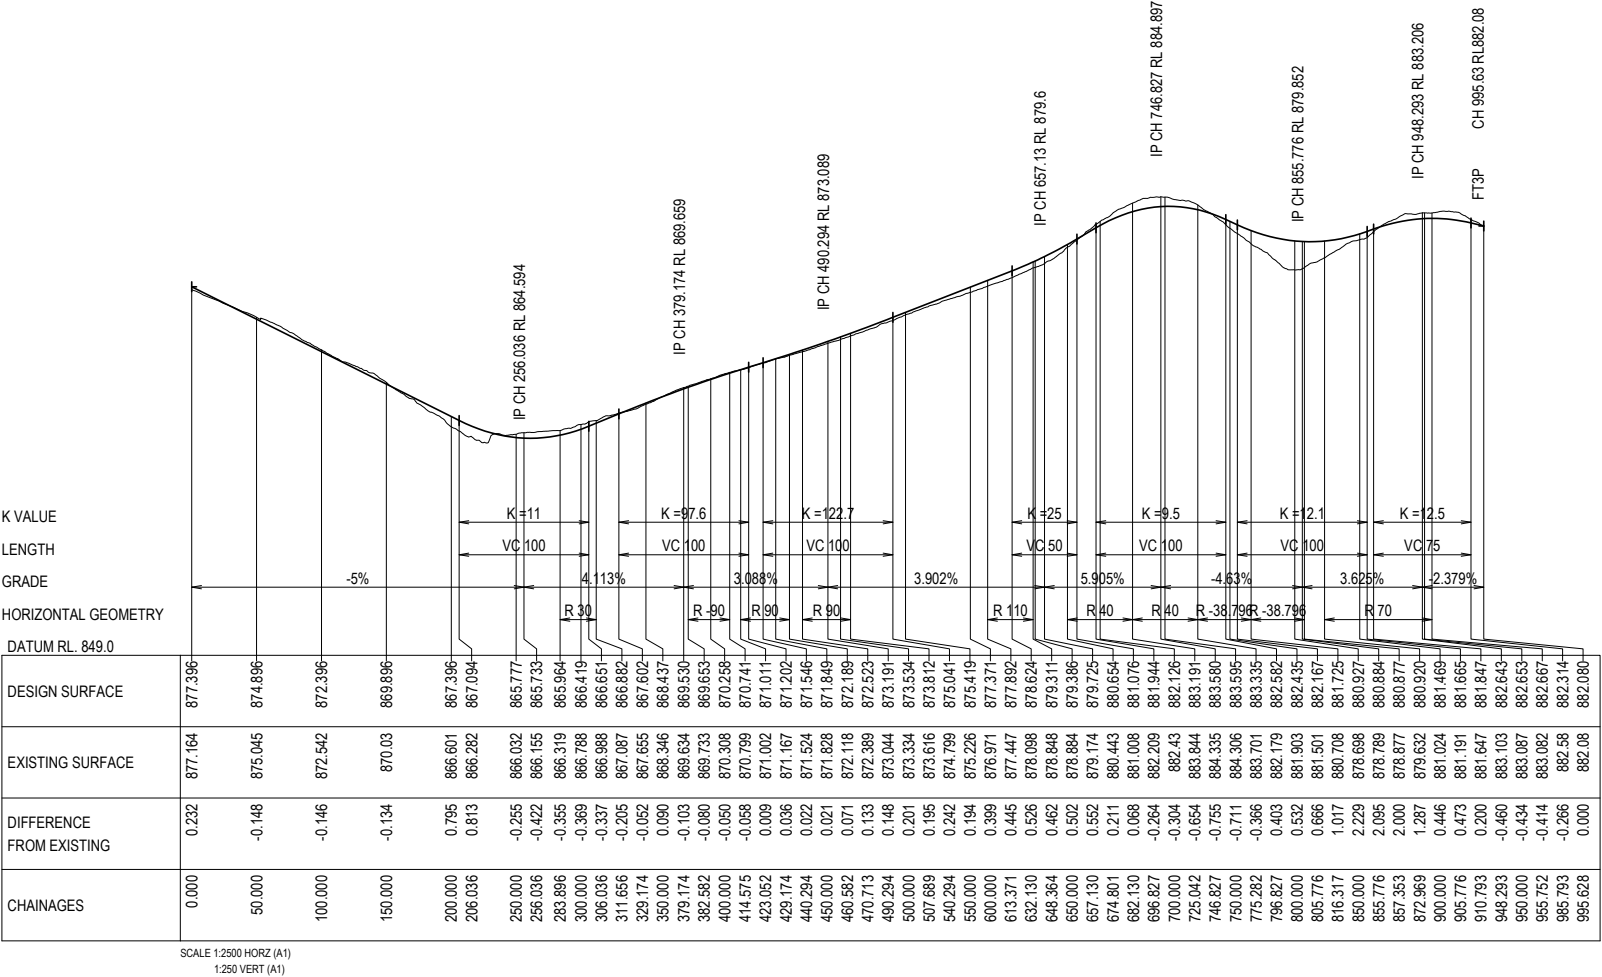 IP CH 256.036 RL 864.594
IP CH 379.174 RL 869.659
IP CH 490.294 RL 873.089
IP CH 657.13 RL 879.6
IP CH 746.827 RL 884.897
IP CH 855.776 RL 879.852
IP CH 948.293 RL 883.206
FT3P CH 995.63 RL882.08
K VALUE K =11 K =97.6 K =122.7 K =25 K =9.5 K =12.1 K =12.5
LENGTH VC 100 VC 100 VC 100 VC 50 VC 100 VC 100 VC 75
GRADE -5% 4.113% 3.088% 3.902% 5.905% -4.63% 3.625% -2.379%
HORIZONTAL GEOMETRY R 30 R -90 R 90 R 90 R 110 R 40 R 40 R -38.796 R -38.796 R 70
DATUM RL. 849.0
DESIGN SURFACE 877.396 874.896 872.396 869.896 867.396 867.094 865.777 865.733 865.964 866.419 866.651 866.882 867.602 868.437 869.530 869.653 870.258 870.741 871.011 871.202 871.546 871.849 872.189 872.523 873.191 873.534 873.812 875.041 875.419 877.371 877.892 878.624 879.311 879.386 879.725 880.654 881.076 881.944 882.126 883.191 883.580 883.595 883.335 882.582 882.435 882.167 881.725 880.927 880.884 880.877 880.920 881.469 881.665 881.847 882.643 882.653 882.667 882.314 882.080
EXISTING SURFACE 877.164 875.045 872.542 870.03 866.601 866.282 866.032 866.155 866.319 866.788 866.988 867.087 867.655 868.346 869.634 869.733 870.308 870.799 871.002 871.167 871.524 871.828 872.118 872.389 873.044 873.334 873.616 874.799 875.226 876.971 877.447 878.098 878.848 878.884 879.174 880.443 881.008 882.209 882.43 883.844 884.335 884.306 883.703 882.179 881.903 881.501 880.708 878.698 878.789 878.877 879.632 881.024 881.191 881.647 883.103 883.087 883.082 882.58 882.08
DIFFERENCE
FROM EXISTING 0.232 -0.148 -0.146 -0.134 0.795 0.813 -0.255 -0.422 -0.355 -0.369 -0.337 -0.205 -0.052 0.090 -0.103 -0.080 -0.050 -0.058 0.009 0.036 0.022 0.021 0.071 0.133 0.148 0.201 0.195 0.242 0.194 0.399 0.445 0.526 0.462 0.502 0.552 0.211 0.068 -0.264 -0.304 -0.654 -0.755 -0.711 -0.366 0.403 0.532 0.666 1.017 2.229 2.095 2.000 1.287 0.446 0.473 0.200 -0.460 -0.434 -0.414 -0.266 0.000
CHAINAGES 0.000 50.000 100.000 150.000 200.000 206.036 250.000 256.036 283.896 300.000 306.036 311.656 329.174 350.000 379.174 382.582 400.000 414.575 423.052 429.174 440.294 450.000 460.582 470.713 490.294 500.000 507.689 540.294 550.000 600.000 613.371 632.130 648.364 650.000 657.130 674.801 682.130 696.827 700.000 725.042 746.827 750.000 775.282 796.827 800.000 805.776 816.317 850.000 855.776 857.353 872.969 900.000 905.776 910.793 948.293 950.000 955.752 985.793 995.628
SCALE 1:2500 HORZ (A1)
1:250 VERT (A1)